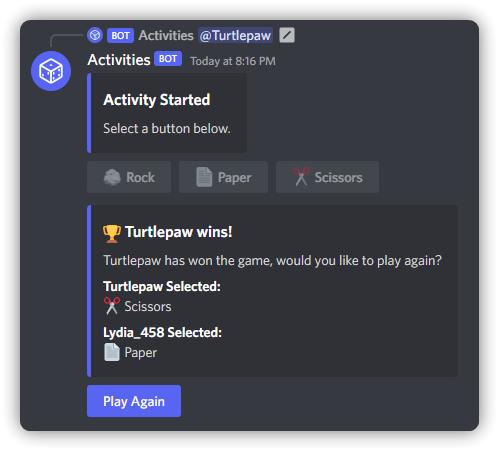 BOT Activities @Turtlepaw
Activities BOT Today at 8:16 PM
Activity Started
Select a button below.
Rock Paper Scissors
Turtlepaw wins!
Turtlepaw has won the game, would you like to play again?
Turtlepaw Selected:
Scissors
Lydia_458 Selected:
Paper
Play Again